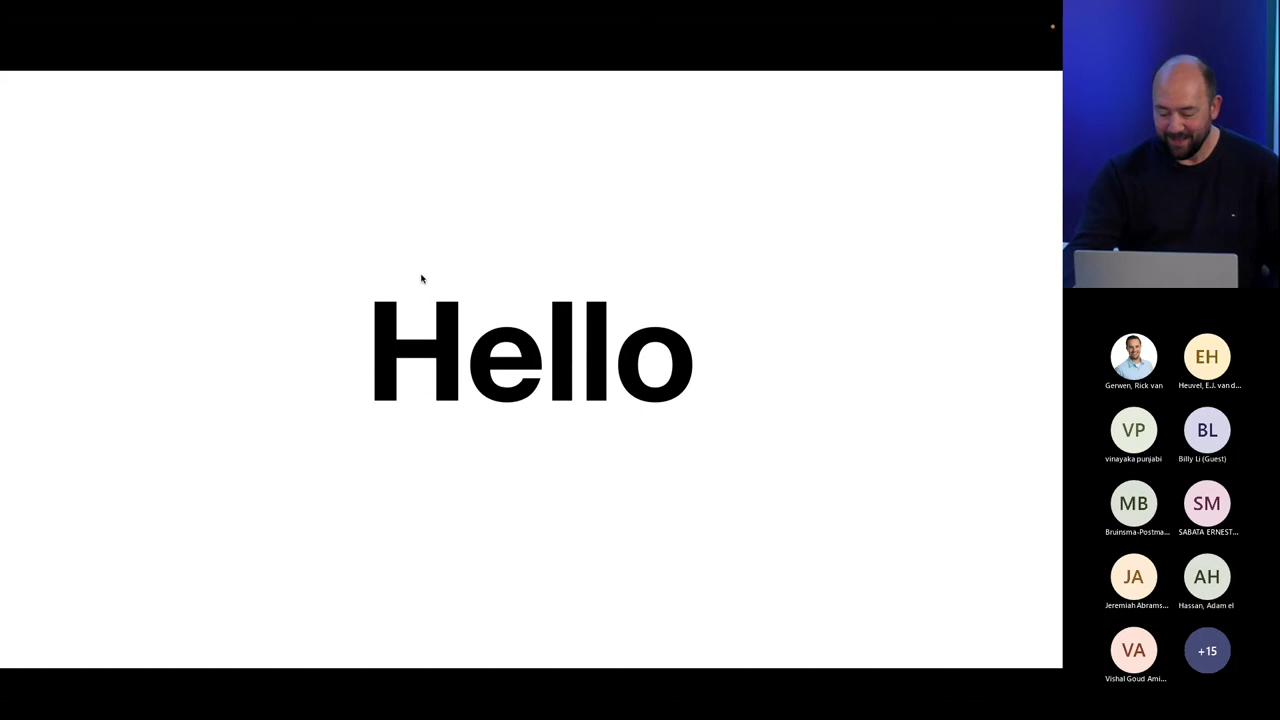 Hello
Gerwen, Rick van
EH
Heuvel, E.J. van d...
VP
vinayaka punjabi
BL
Billy Li (Guest)
MB
Bruinsma-Postma...
SM
SABATA ERNEST...
JA
Jeremiah Abrams...
AH
Hassan, Adam el
VA
Vishal Goud Ami...
+15